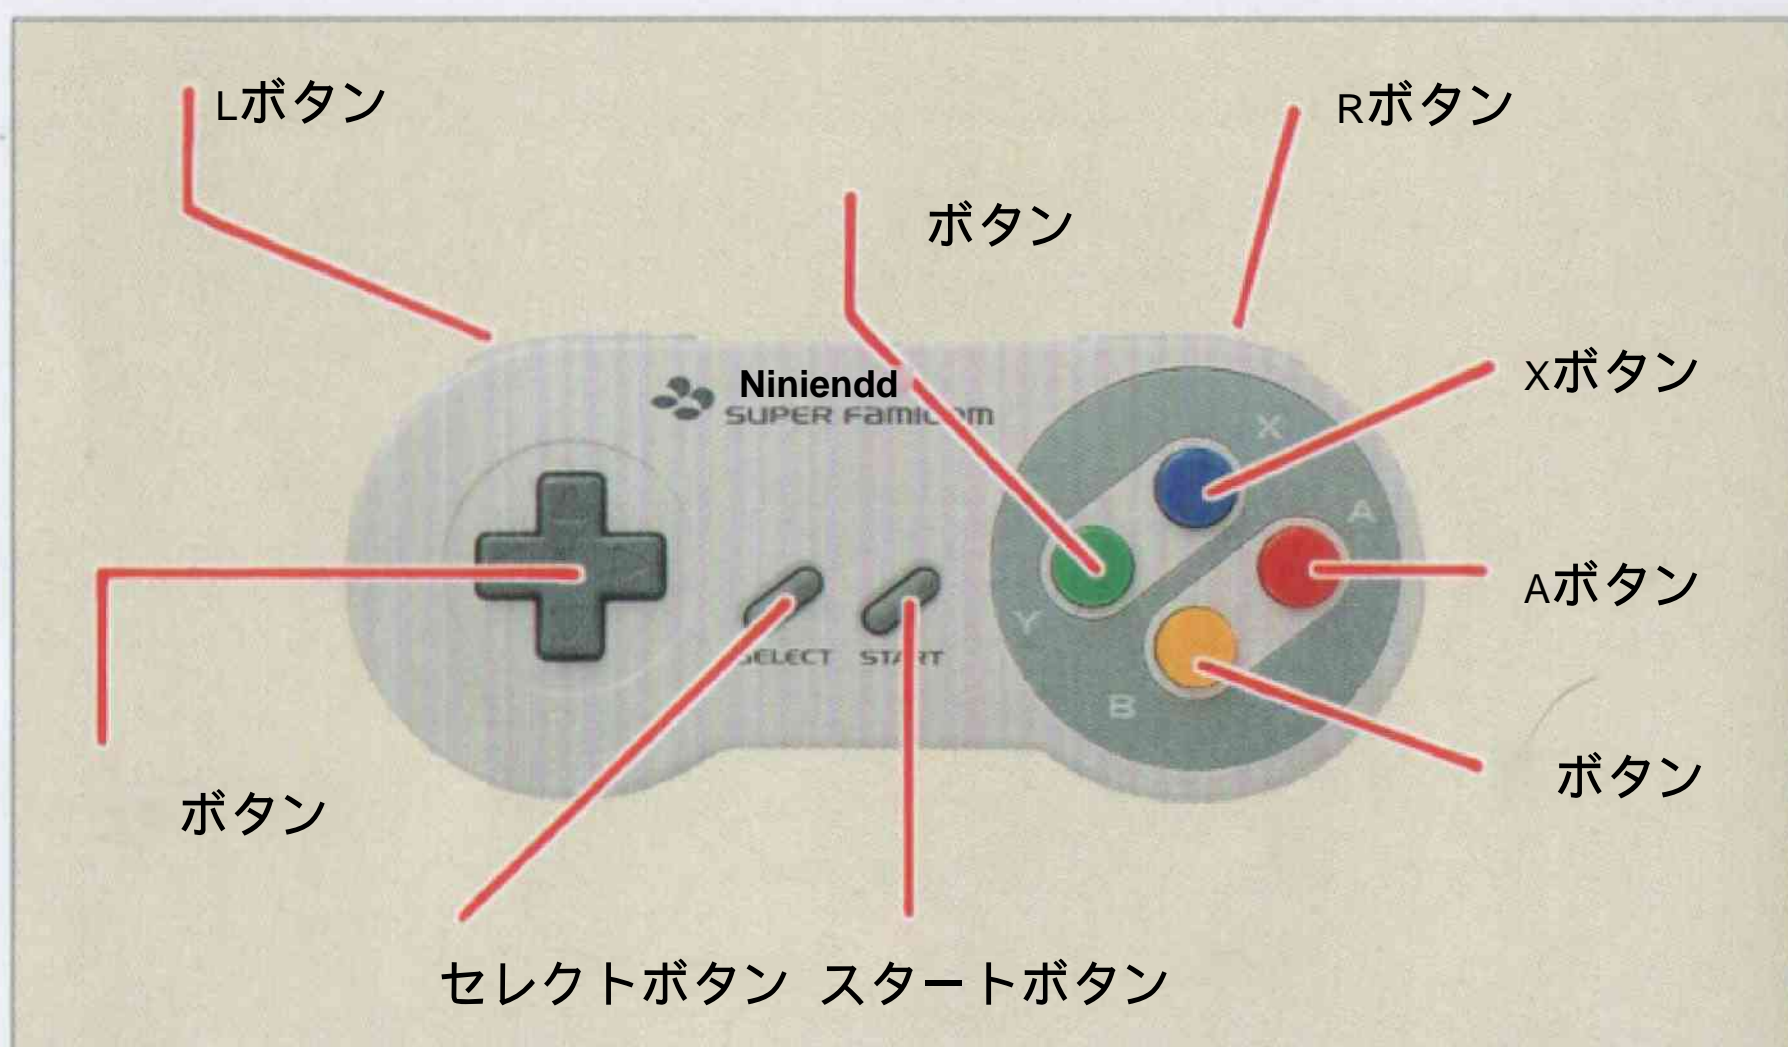 Lボタン
Rボタン
ボタン
Niniendd
SUPER FAMICOM
Xボタン
X
A
Aボタン
Y
SELECT START
B
ボタン
ボタン
セレクトボタン スタートボタン